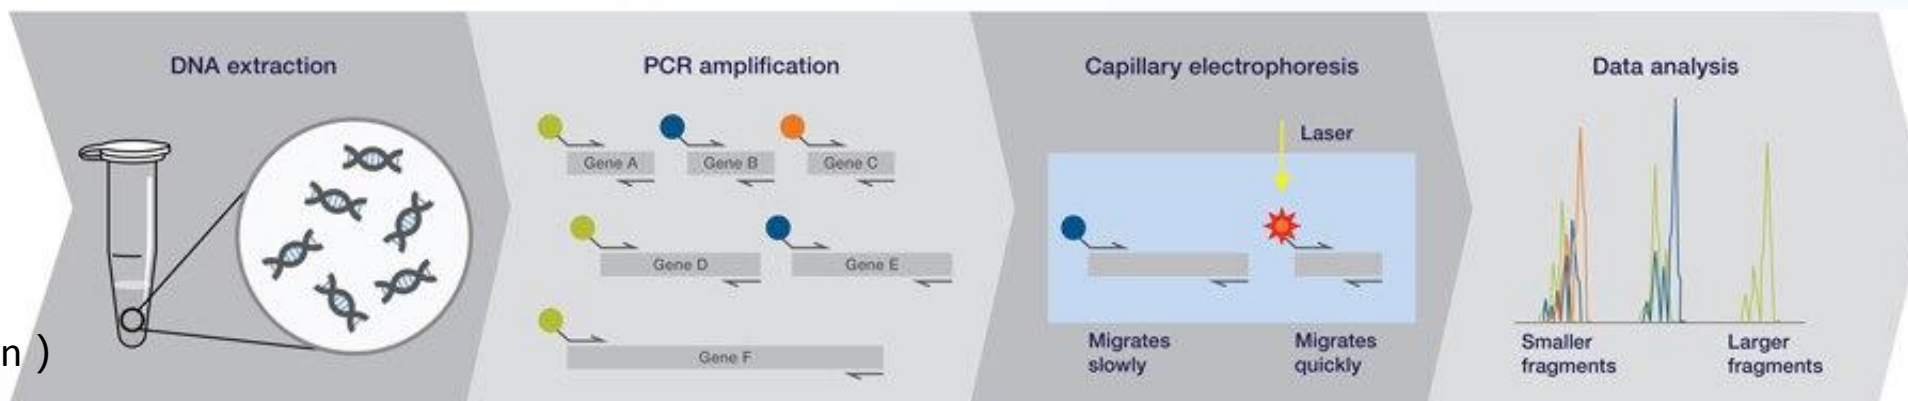 DNA extraction
PCR amplification
Capillary electrophoresis
Data analysis
Laser
Gene A
Gene B
Gene C
Gene D
Gene E
Gene F
n )
Migrates
slowly
Migrates
quickly
Smaller
fragments
Larger
fragments